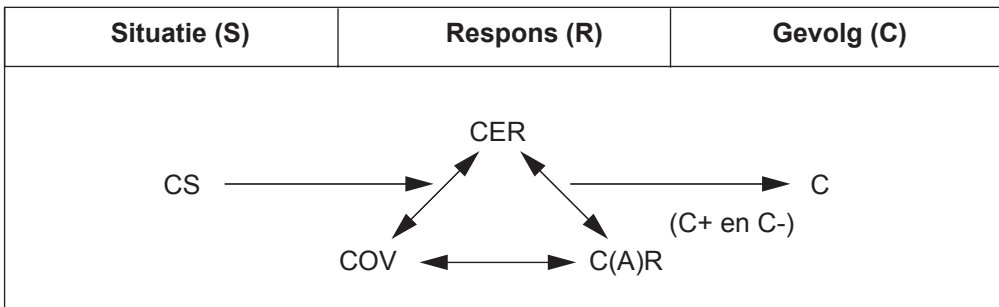 Situatie (S) Respons (R) Gevolg (C)
CER
CS C
(C+ en C-)
COV C(A)R